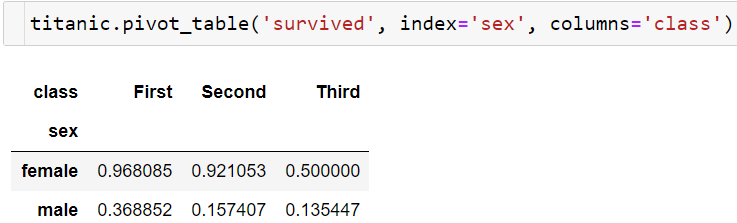 titanic.pivot_table('survived', index='sex', columns='class')
class First Second Third
sex
female 0.968085 0.921053 0.500000
male 0.368852 0.157407 0.135447